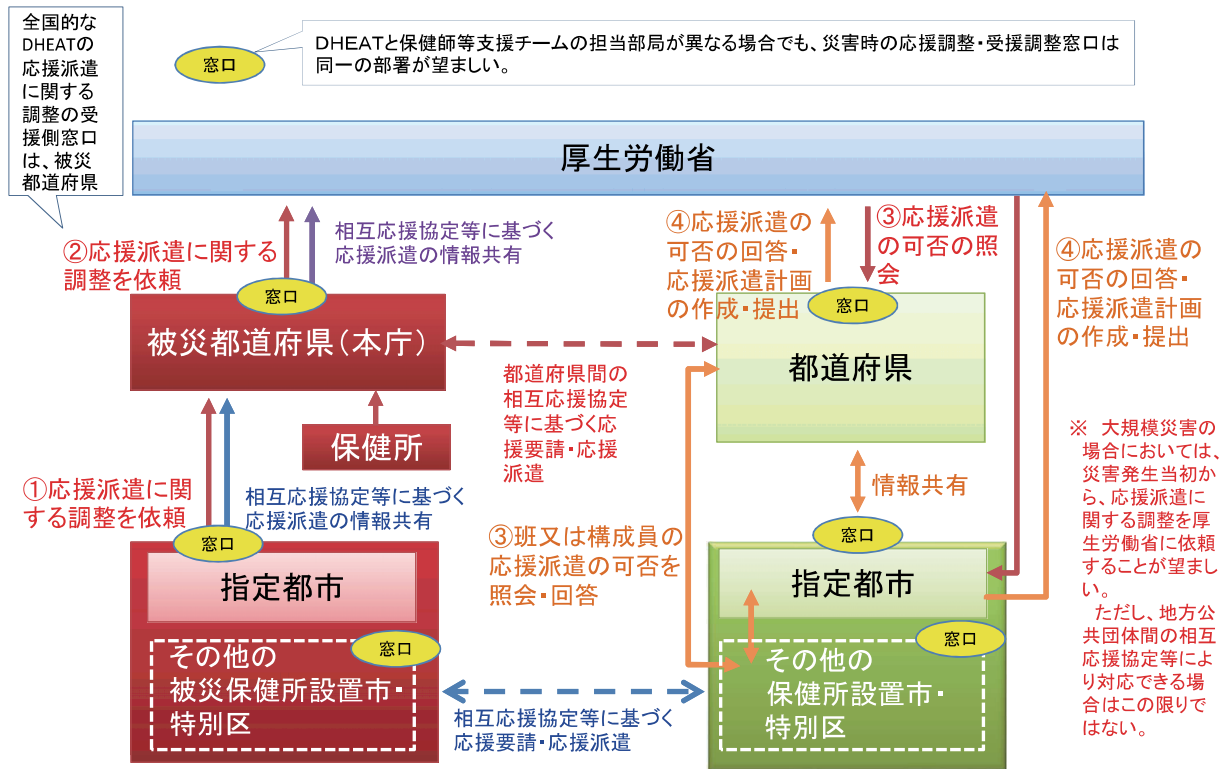 全国的な
DHEATの
応援派遣
に関する
調整の受
援側窓口
は、被災
都道府県
窓口
DHEATと保健師等支援チームの担当部局が異なる場合でも、災害時の応援調整・受援調整窓口は
同一の部署が望ましい。
厚生労働省
②応援派遣に関する
調整を依頼
相互応援協定等に基づく
応援派遣の情報共有
④応援派遣の
可否の回答・
応援派遣計画
の作成・提出
③応援派遣
の可否の照
会
④応援派遣の
可否の回答・
応援派遣計画
の作成・提出
窓口
被災都道府県（本庁）
窓口
都道府県
都道府県間の
相互応援協定
等に基づく応
援要請・応援
派遣
保健所
①応援派遣に関
する調整を依頼
相互応援協定等に基づく
応援派遣の情報共有
情報共有
※　大規模災害の
場合においては、
災害発生当初か
ら、応援派遣に
関する調整を厚
生労働省に依頼
することが望まし
い。
ただし、地方公
共団体間の相互
応援協定等によ
り対応できる場
合はこの限りで
はない。
③班又は構成員の
応援派遣の可否を
照会・回答
窓口
指定都市
窓口
その他の
被災保健所設置市・
特別区
相互応援協定等に基づく
応援要請・応援派遣
窓口
指定都市
窓口
その他の
保健所設置市・
特別区